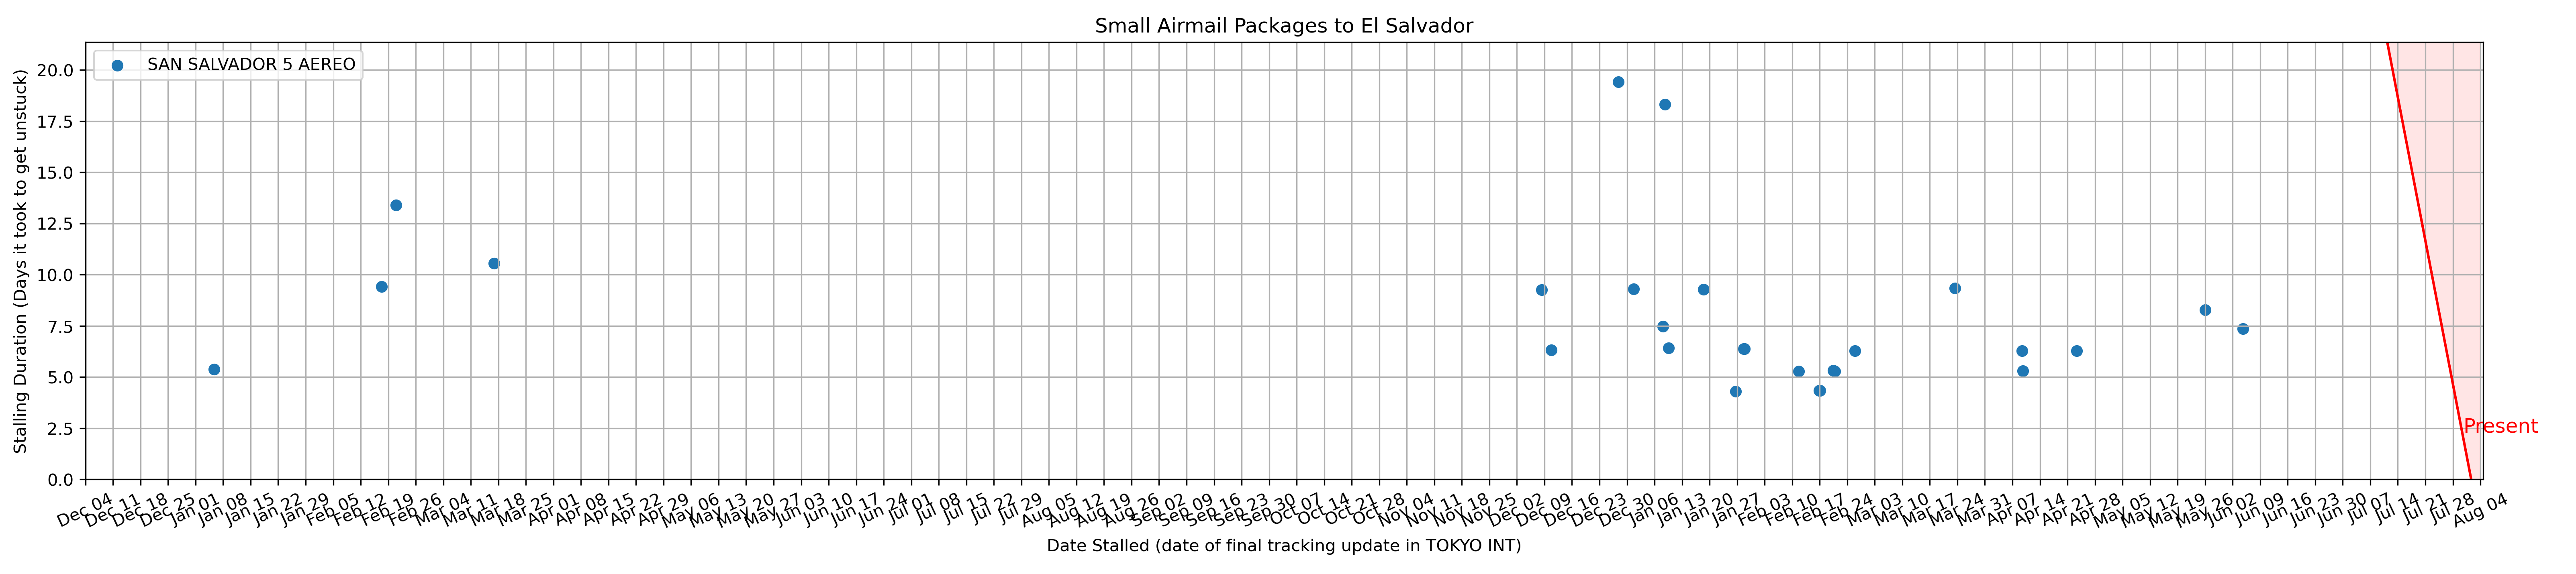 Small Airmail Packages to El Salvador
SAN SALVADOR 5 AEREO
Stalling Duration (Days it took to get unstuck)
20.0
17.5
15.0
12.5
10.0
7.5
5.0
2.5
0.0
Present
Dec 04 Dec 11 Dec 18 Dec 25 Jan 01 Jan 08 Jan 15 Jan 22 Jan 29 Feb 05 Feb 12 Feb 19 Feb 26 Mar 04 Mar 11 Mar 18 Mar 25 Apr 01 Apr 08 Apr 15 Apr 22 Apr 29 May 06 May 13 May 20 May 27 Jun 03 Jun 10 Jun 17 Jun 24 Jul 01 Jul 08 Jul 15 Jul 22 Jul 29 Aug 05 Aug 12 Aug 19 Aug 26 Sep 02 Sep 09 Sep 16 Sep 23 Sep 30 Oct 07 Oct 14 Oct 21 Oct 28 Nov 04 Nov 11 Nov 18 Nov 25 Dec 02 Dec 09 Dec 16 Dec 23 Dec 30 Jan 06 Jan 13 Jan 20 Jan 27 Feb 03 Feb 10 Feb 17 Feb 24 Mar 03 Mar 10 Mar 17 Mar 24 Mar 31 Apr 07 Apr 14 Apr 21 Apr 28 May 05 May 12 May 19 May 26 Jun 02 Jun 09 Jun 16 Jun 23 Jun 30 Jul 07 Jul 14 Jul 21 Jul 28 Aug 04
Date Stalled (date of final tracking update in TOKYO INT)